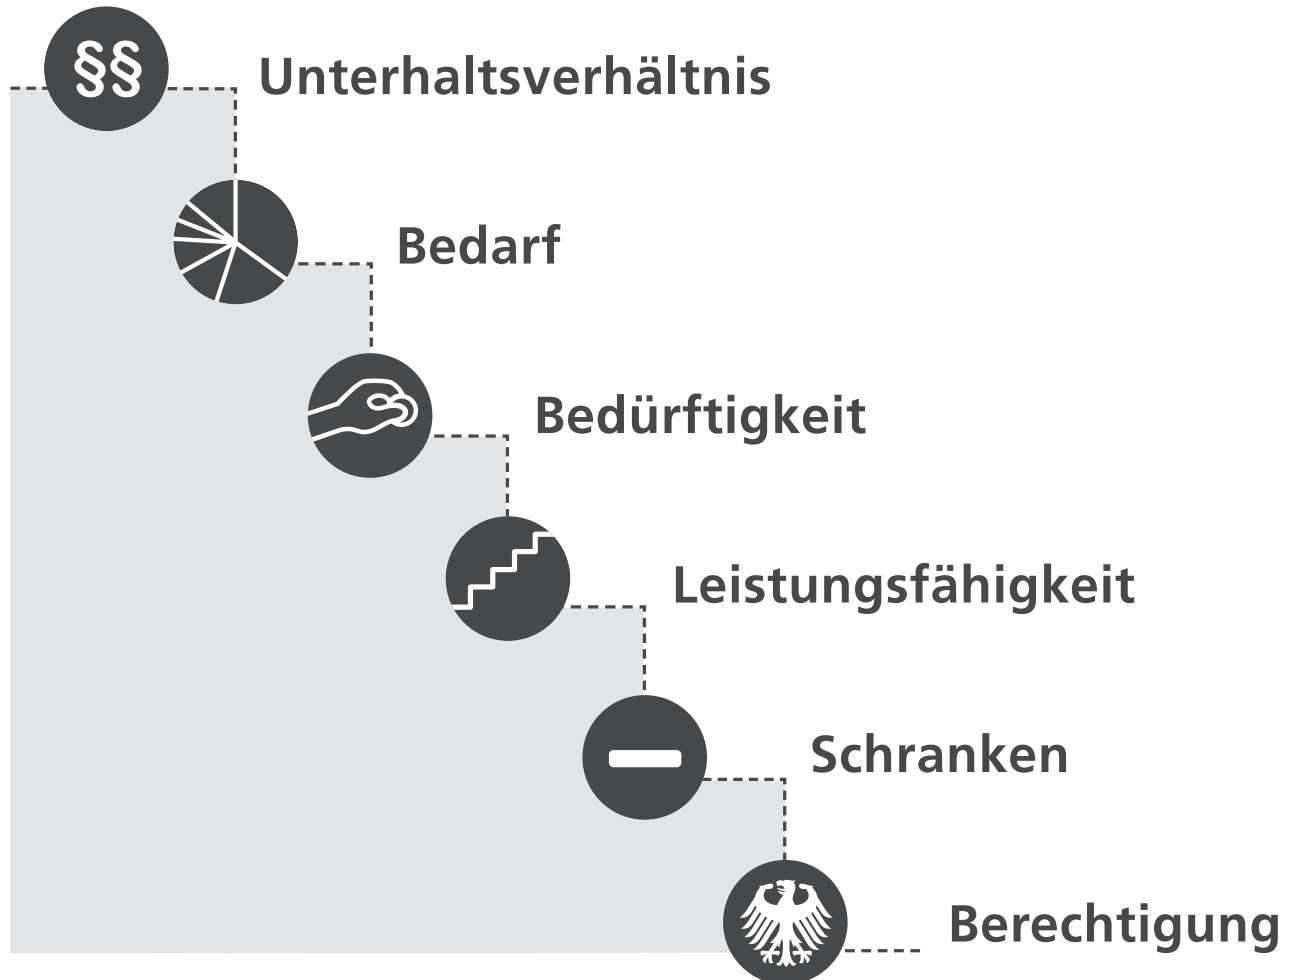 §§
Unterhaltsverhältnis
Bedarf
Bedürftigkeit
Leistungsfähigkeit
Schranken
Berechtigung